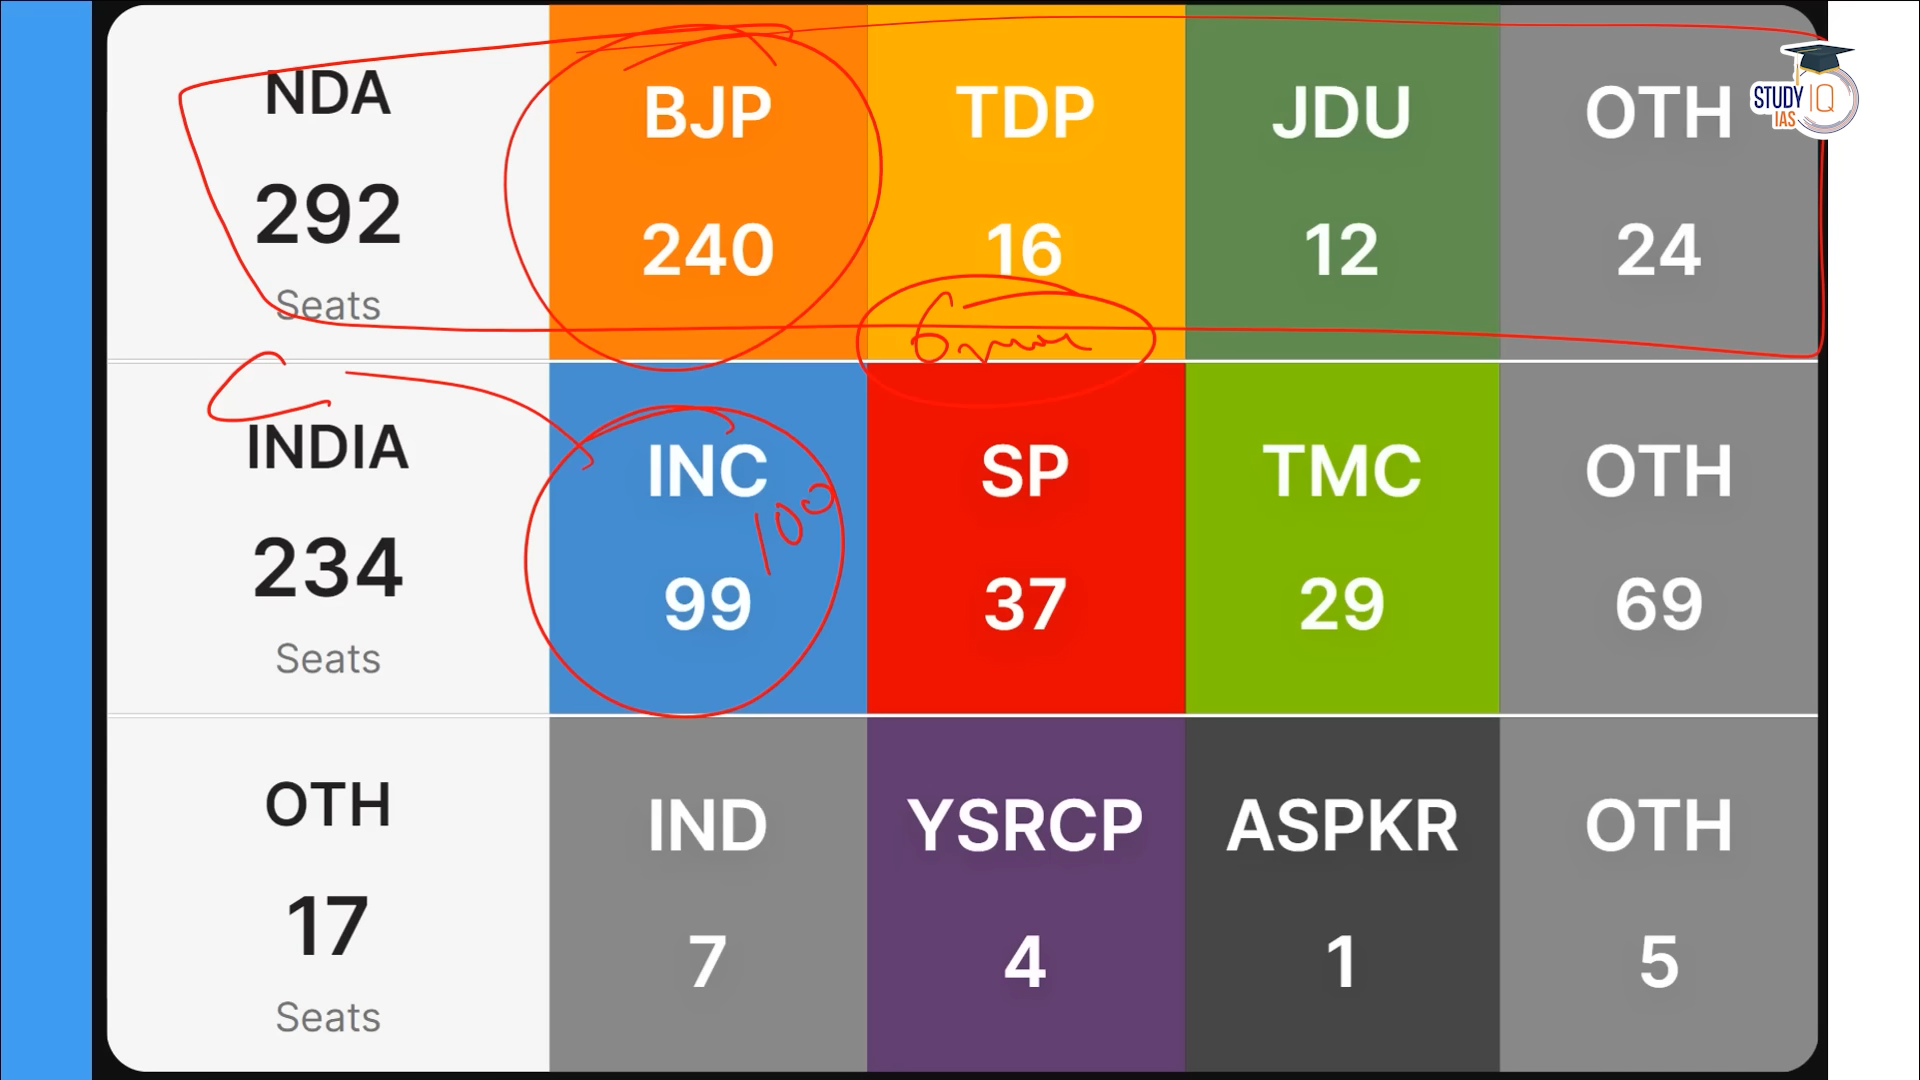 NDA
292
Seats
BJP
240
TDP
16
JDU
12
OTH
24
STUDY IQ
IAS
INDIA
234
Seats
INC
100
99
SP
37
TMC
29
OTH
69
OTH
17
Seats
IND
7
YSRCP
4
ASPKR
1
OTH
5